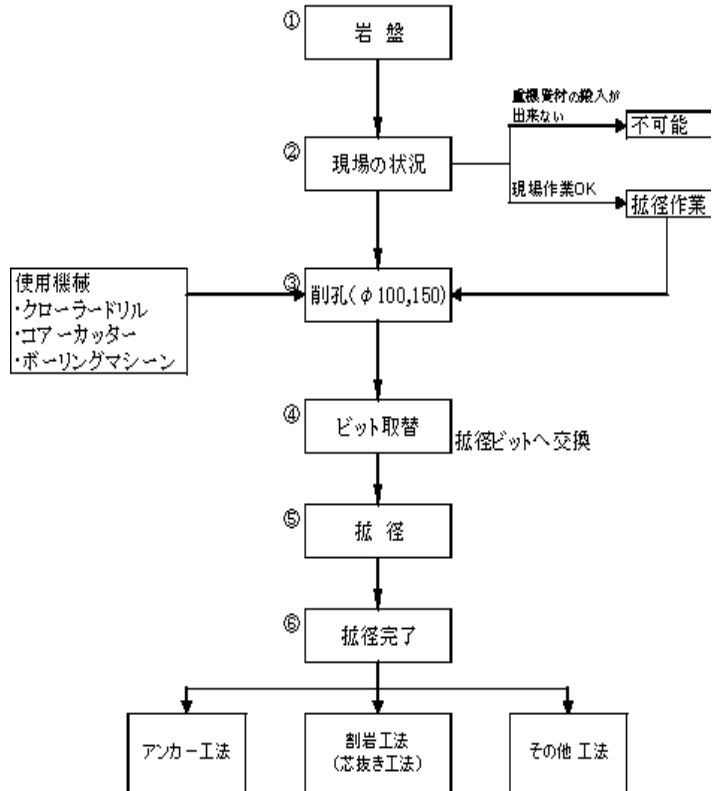 ①
岩 盤
重機資材の搬入が
出来ない
不可能
②
現場の状況
現場作業OK
拡径作業
使用機械
・クローラードリル
・コアーカッター
・ボーリングマシーン
③
削孔(φ100,150)
④
ビット取替
拡径ビットへ交換
⑤
拡 径
⑥
拡径完了
アンカー工法
割岩工法
(芯抜き工法)
その他 工法